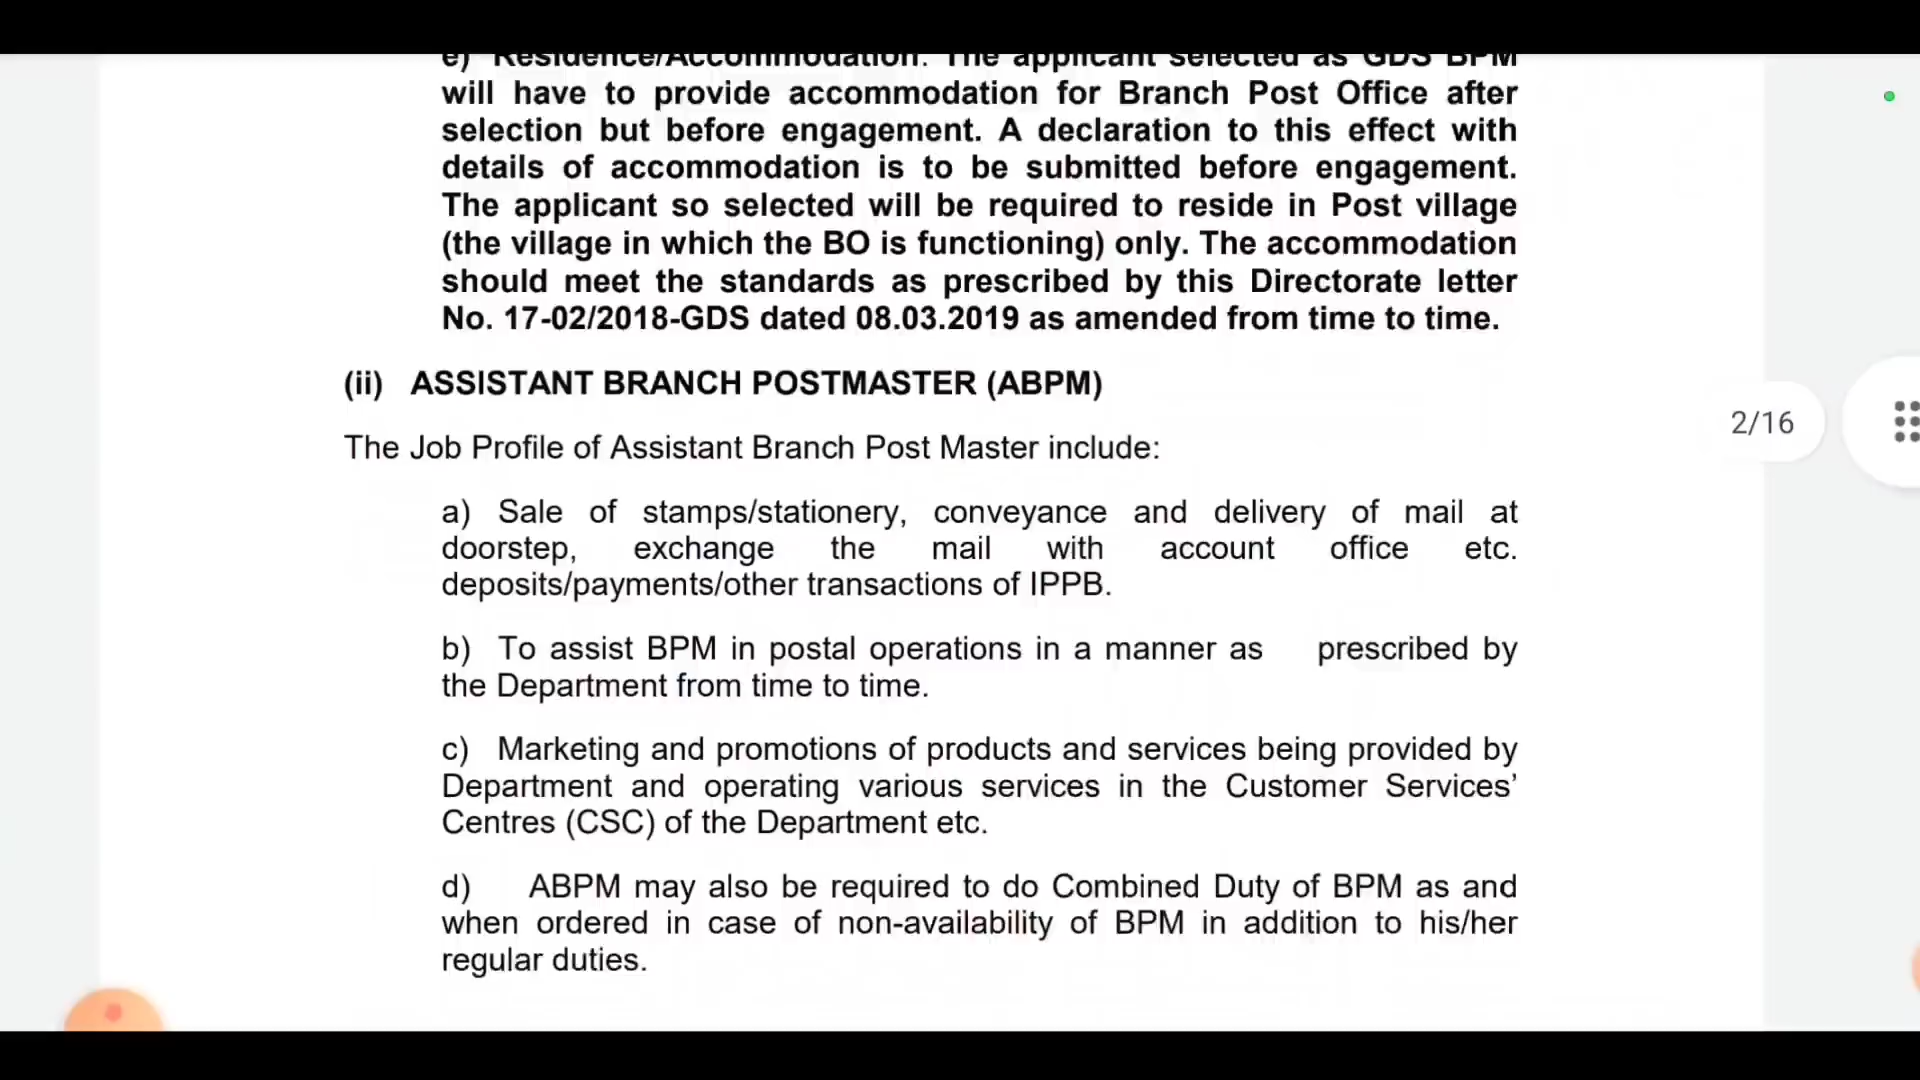 e) Residence/Accommodation: The applicant selected as GDS BPM
will have to provide accommodation for Branch Post Office after
selection but before engagement. A declaration to this effect with
details of accommodation is to be submitted before engagement.
The applicant so selected will be required to reside in Post village
(the village in which the BO is functioning) only. The accommodation
should meet the standards as prescribed by this Directorate letter
No. 17-02/2018-GDS dated 08.03.2019 as amended from time to time.
(ii) ASSISTANT BRANCH POSTMASTER (ABPM)
2/16
The Job Profile of Assistant Branch Post Master include:
a) Sale of stamps/stationery, conveyance and delivery of mail at
doorstep, exchange the mail with account office etc.
deposits/payments/other transactions of IPPB.
b) To assist BPM in postal operations in a manner as prescribed by
the Department from time to time.
c) Marketing and promotions of products and services being provided by
Department and operating various services in the Customer Services’
Centres (CSC) of the Department etc.
d) ABPM may also be required to do Combined Duty of BPM as and
when ordered in case of non-availability of BPM in addition to his/her
regular duties.